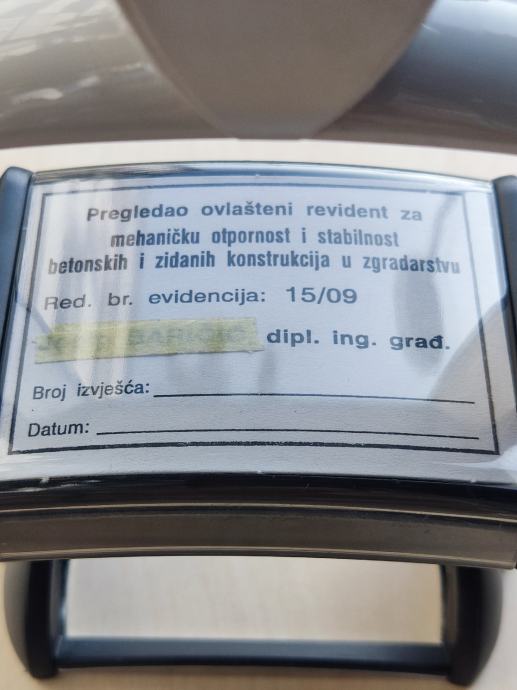 Pregledao ovlašteni revident za
mehaničku otpornost i stabilnost
betonskih i zidanih konstrukcija u zgradarstvu
Red. br. evidencija: 15/09
dipl. ing. građ.
Broj izvješća:
Datum: